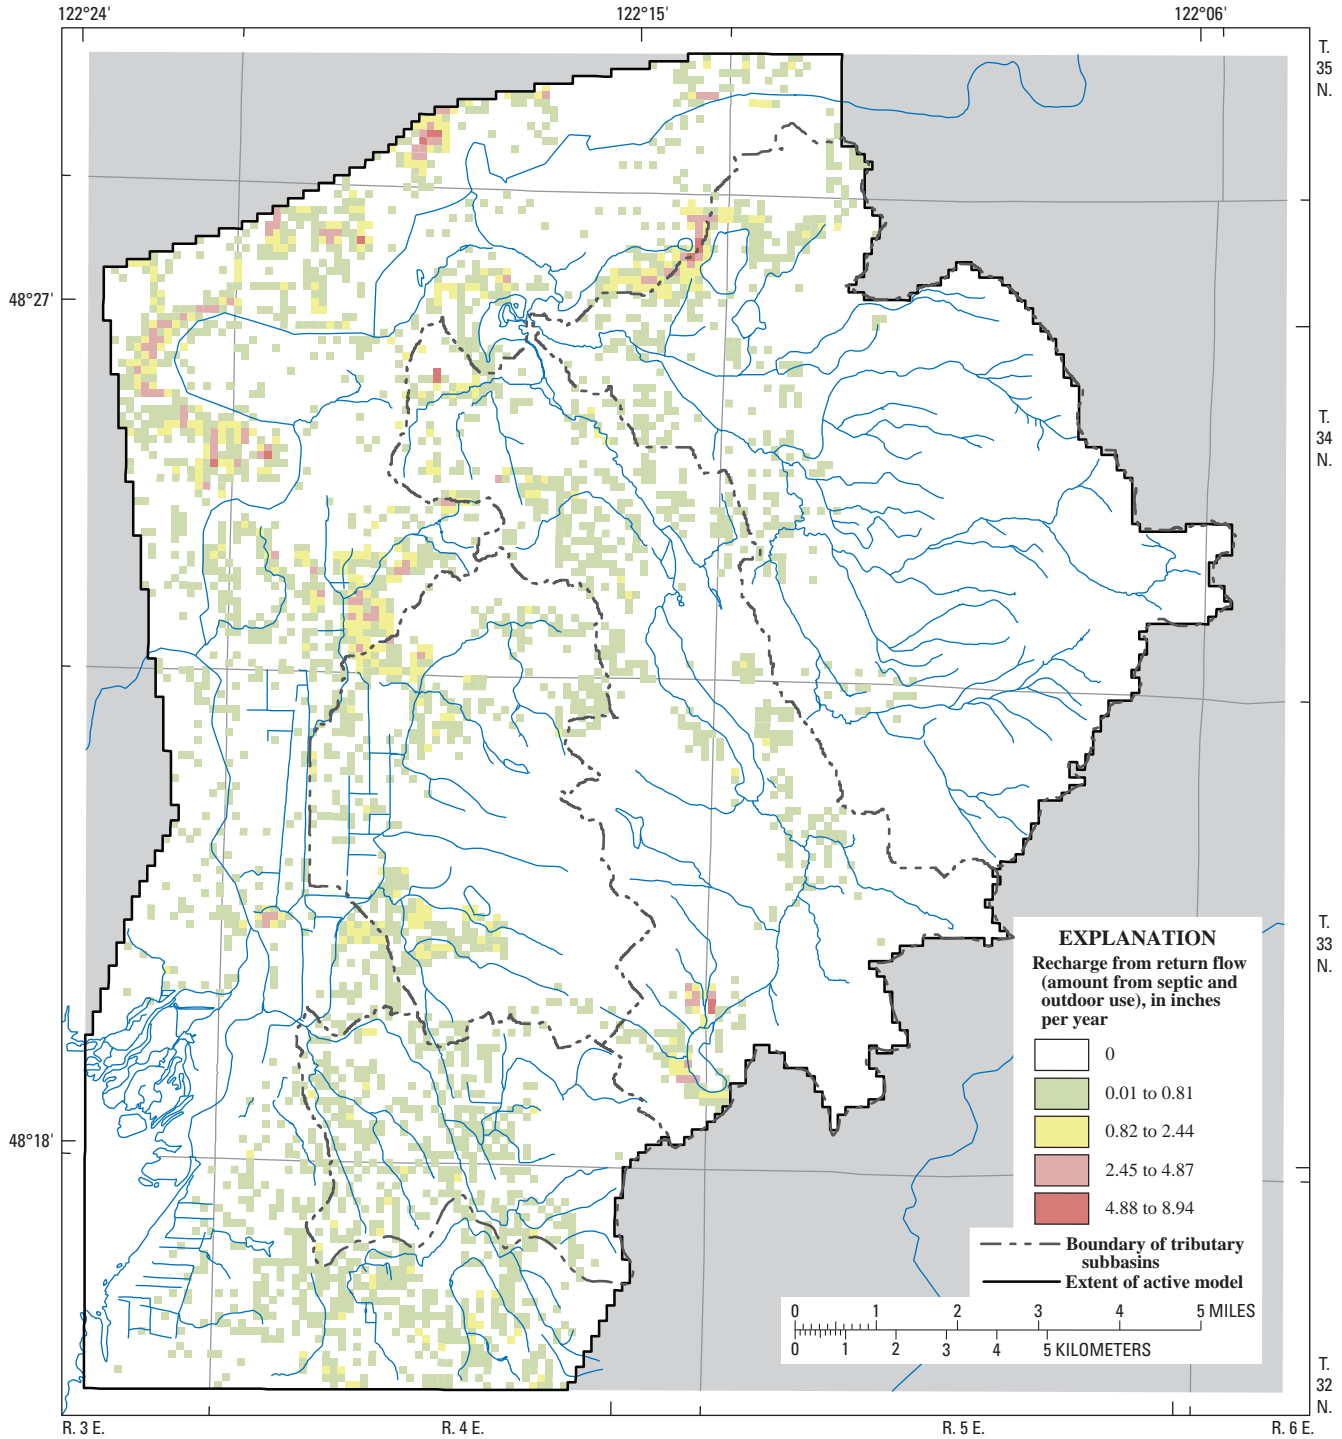 122°24' 122°15' 122°06'
T.
35
N.
48°27'
T.
34
N.
T.
33
N.
48°18'
EXPLANATION
Recharge from return flow
(amount from septic and
outdoor use), in inches
per year
0
0.01 to 0.81
0.82 to 2.44
2.45 to 4.87
4.88 to 8.94
Boundary of tributary
subbasins
Extent of active model
0 1 2 3 4 5 MILES
0 1 2 3 4 5 KILOMETERS
T.
32
N.
R. 3 E. R. 4 E. R. 5 E. R. 6 E.